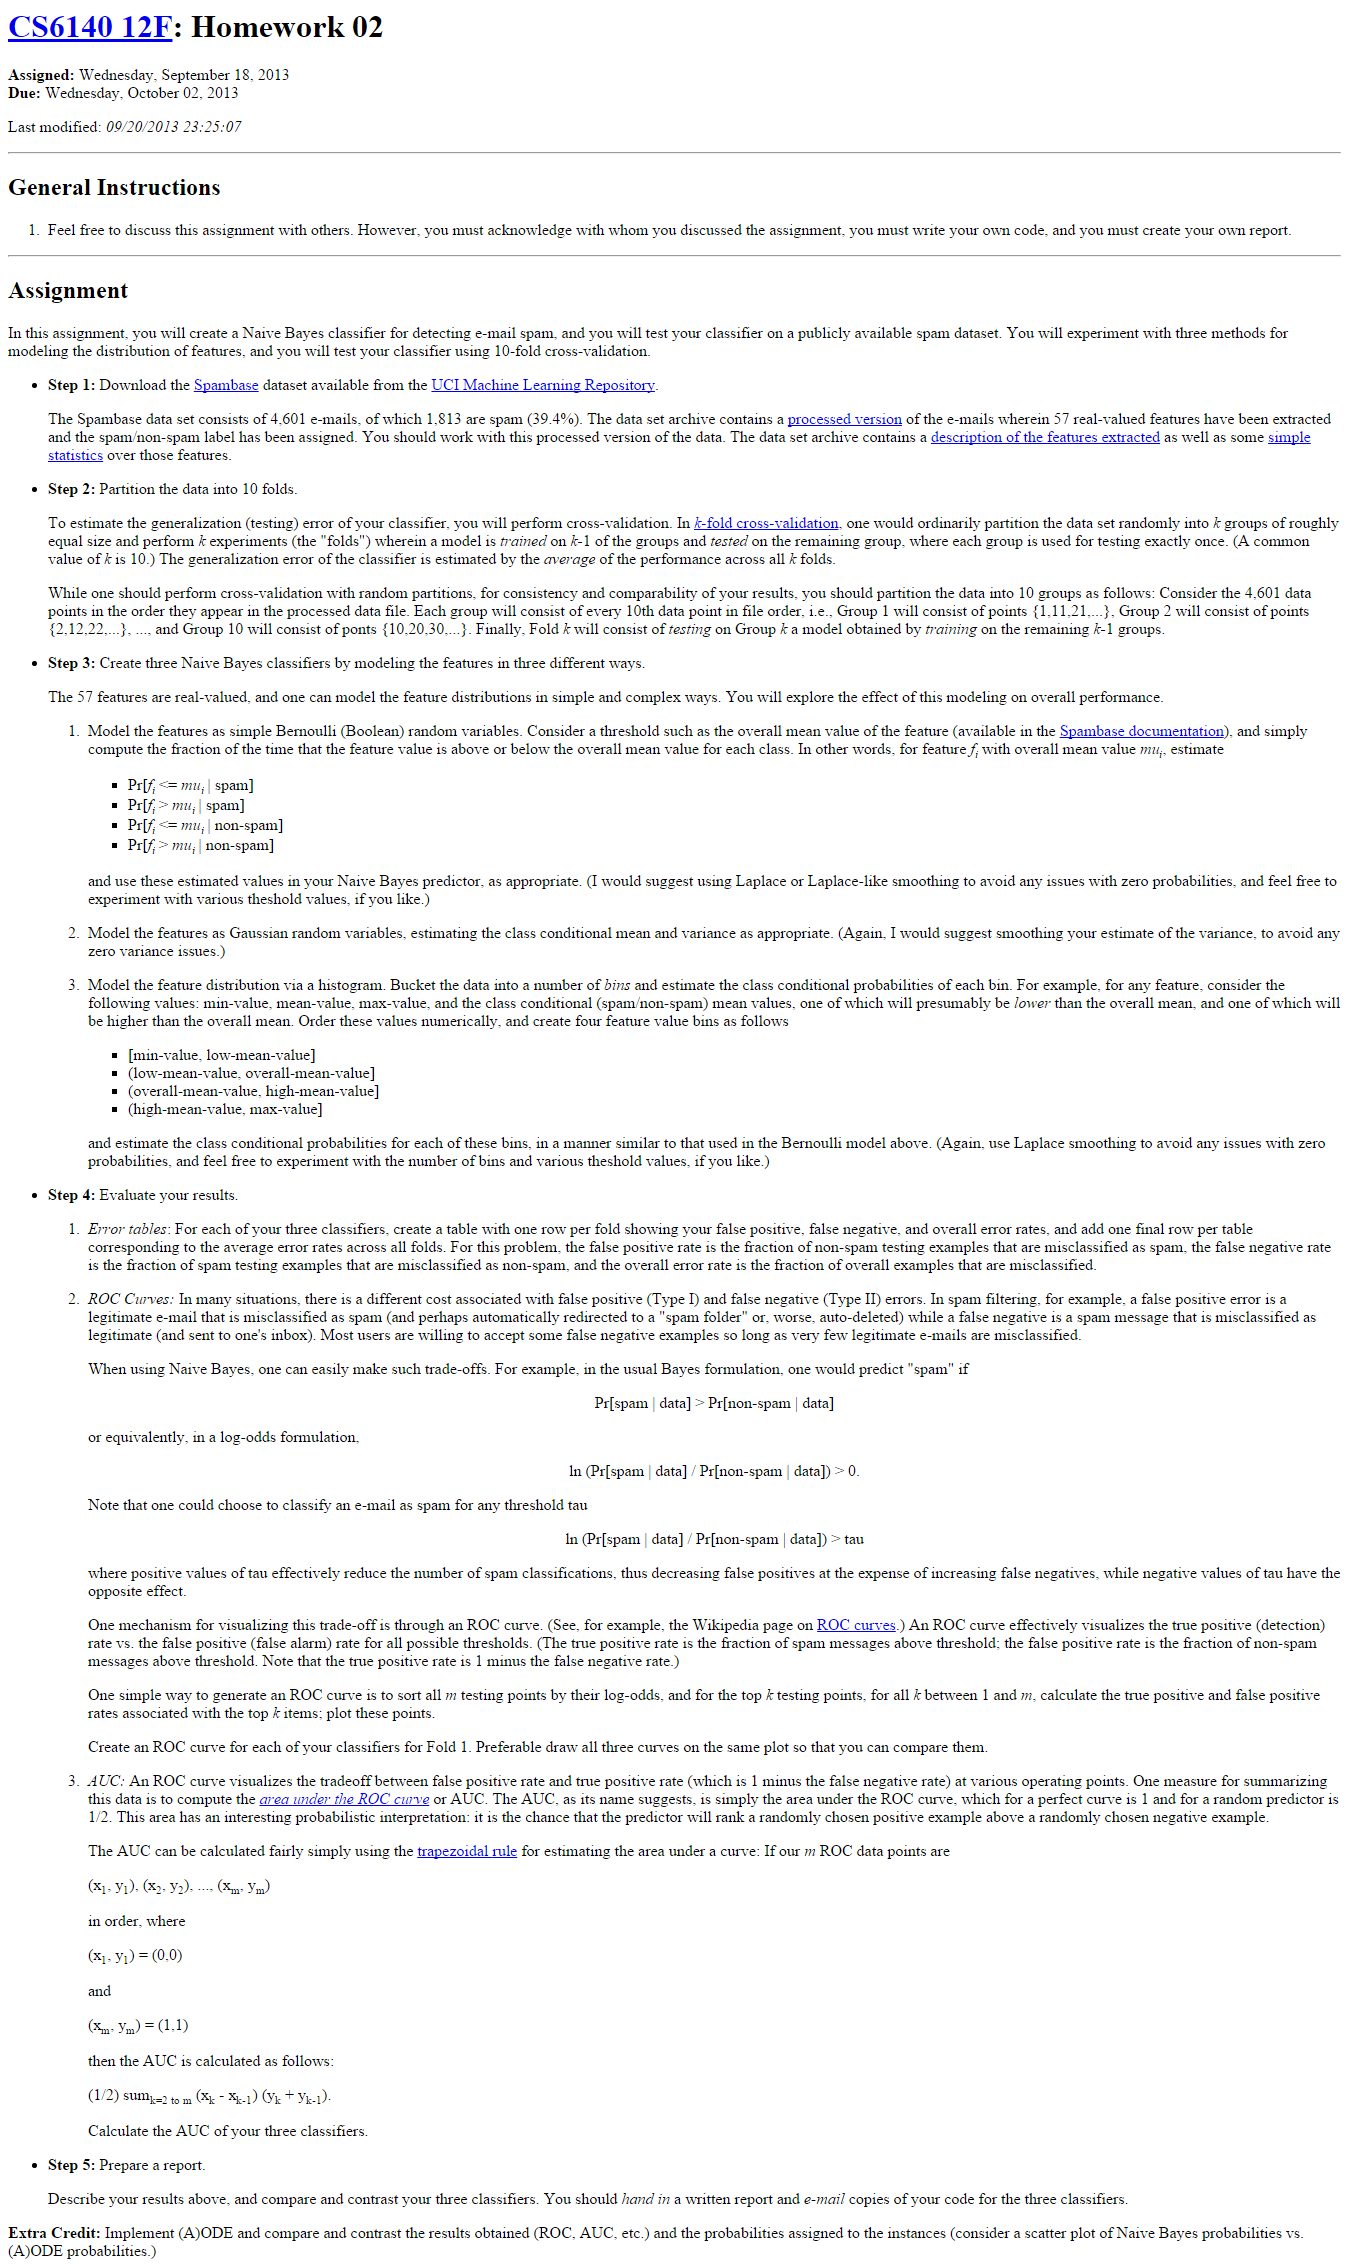 CS6140 12F: Homework 02
Assigned: Wednesday, September 18, 2013
Due: Wednesday, October 02, 2013
Last modified: 09/20/2013 23:25:07
General Instructions
1. Feel free to discuss this assignment with others. However, you must acknowledge with whom you discussed the assignment, you must write your own code, and you must create your own report.
Assignment
In this assignment, you will create a Naive Bayes classifier for detecting e-mail spam, and you will test your classifier on a publicly available spam dataset. You will experiment with three methods for
modeling the distribution of features, and you will test your classifier using 10-fold cross-validation.
• Step 1: Download the Spambase dataset available from the UCI Machine Learning Repository.
The Spambase data set consists of 4,601 e-mails, of which 1,813 are spam (39.4%). The data set archive contains a processed version of the e-mails wherein 57 real-valued features have been extracted
and the spam/non-spam label has been assigned. You should work with this processed version of the data. The data set archive contains a description of the features extracted as well as some simple
statistics over those features.
• Step 2: Partition the data into 10 folds.
To estimate the generalization (testing) error of your classifier, you will perform cross-validation. In k-fold cross-validation, one would ordinarily partition the data set randomly into k groups of roughly
equal size and perform k experiments (the "folds") wherein a model is trained on k-1 of the groups and tested on the remaining group, where each group is used for testing exactly once. (A common
value of k is 10.) The generalization error of the classifier is estimated by the average of the performance across all k folds.
While one should perform cross-validation with random partitions, for consistency and comparability of your results, you should partition the data into 10 groups as follows: Consider the 4,601 data
points in the order they appear in the processed data file. Each group will consist of every 10th data point in file order, i.e., Group 1 will consist of points {1,11,21,...}, Group 2 will consist of points
{2,12,22,...}, ..., and Group 10 will consist of ponts {10,20,30,...}. Finally, Fold k will consist of testing on Group k a model obtained by training on the remaining k-1 groups.
• Step 3: Create three Naive Bayes classifiers by modeling the features in three different ways.
The 57 features are real-valued, and one can model the feature distributions in simple and complex ways. You will explore the effect of this modeling on overall performance.
1. Model the features as simple Bernoulli (Boolean) random variables. Consider a threshold such as the overall mean value of the feature (available in the Spambase documentation), and simply
compute the fraction of the time that the feature value is above or below the overall mean value for each class. In other words, for feature fi with overall mean value mui, estimate
▪ Pr[fi <= mui | spam]
▪ Pr[fi > mui | spam]
▪ Pr[fi <= mui | non-spam]
▪ Pr[fi > mui | non-spam]
and use these estimated values in your Naive Bayes predictor, as appropriate. (I would suggest using Laplace or Laplace-like smoothing to avoid any issues with zero probabilities, and feel free to
experiment with various theshold values, if you like.)
2. Model the features as Gaussian random variables, estimating the class conditional mean and variance as appropriate. (Again, I would suggest smoothing your estimate of the variance, to avoid any
zero variance issues.)
3. Model the feature distribution via a histogram. Bucket the data into a number of bins and estimate the class conditional probabilities of each bin. For example, for any feature, consider the
following values: min-value, mean-value, max-value, and the class conditional (spam/non-spam) mean values, one of which will presumably be lower than the overall mean, and one of which will
be higher than the overall mean. Order these values numerically, and create four feature value bins as follows
▪ [min-value, low-mean-value]
▪ (low-mean-value, overall-mean-value]
▪ (overall-mean-value, high-mean-value]
▪ (high-mean-value, max-value]
and estimate the class conditional probabilities for each of these bins, in a manner similar to that used in the Bernoulli model above. (Again, use Laplace smoothing to avoid any issues with zero
probabilities, and feel free to experiment with the number of bins and various theshold values, if you like.)
• Step 4: Evaluate your results.
1. Error tables: For each of your three classifiers, create a table with one row per fold showing your false positive, false negative, and overall error rates, and add one final row per table
corresponding to the average error rates across all folds. For this problem, the false positive rate is the fraction of non-spam testing examples that are misclassified as spam, the false negative rate
is the fraction of spam testing examples that are misclassified as non-spam, and the overall error rate is the fraction of overall examples that are misclassified.
2. ROC Curves: In many situations, there is a different cost associated with false positive (Type I) and false negative (Type II) errors. In spam filtering, for example, a false positive error is a
legitimate e-mail that is misclassified as spam (and perhaps automatically redirected to a "spam folder" or, worse, auto-deleted) while a false negative is a spam message that is misclassified as
legitimate (and sent to one's inbox). Most users are willing to accept some false negative examples so long as very few legitimate e-mails are misclassified.
When using Naive Bayes, one can easily make such trade-offs. For example, in the usual Bayes formulation, one would predict "spam" if
Pr[spam | data] > Pr[non-spam | data]
or equivalently, in a log-odds formulation,
ln (Pr[spam | data] / Pr[non-spam | data]) > 0.
Note that one could choose to classify an e-mail as spam for any threshold tau
ln (Pr[spam | data] / Pr[non-spam | data]) > tau
where positive values of tau effectively reduce the number of spam classifications, thus decreasing false positives at the expense of increasing false negatives, while negative values of tau have the
opposite effect.
One mechanism for visualizing this trade-off is through an ROC curve. (See, for example, the Wikipedia page on ROC curves.) An ROC curve effectively visualizes the true positive (detection)
rate vs. the false positive (false alarm) rate for all possible thresholds. (The true positive rate is the fraction of spam messages above threshold; the false positive rate is the fraction of non-spam
messages above threshold. Note that the true positive rate is 1 minus the false negative rate.)
One simple way to generate an ROC curve is to sort all m testing points by their log-odds, and for the top k testing points, for all k between 1 and m, calculate the true positive and false positive
rates associated with the top k items; plot these points.
Create an ROC curve for each of your classifiers for Fold 1. Preferable draw all three curves on the same plot so that you can compare them.
3. AUC: An ROC curve visualizes the tradeoff between false positive rate and true positive rate (which is 1 minus the false negative rate) at various operating points. One measure for summarizing
this data is to compute the area under the ROC curve or AUC. The AUC, as its name suggests, is simply the area under the ROC curve, which for a perfect curve is 1 and for a random predictor is
1/2. This area has an interesting probabilistic interpretation: it is the chance that the predictor will rank a randomly chosen positive example above a randomly chosen negative example.
The AUC can be calculated fairly simply using the trapezoidal rule for estimating the area under a curve: If our m ROC data points are
(x1, y1), (x2, y2), ..., (xm, ym)
in order, where
(x1, y1) = (0,0)
and
(xm, ym) = (1,1)
then the AUC is calculated as follows:
(1/2) sumk=2 to m (xk - xk-1) (yk + yk-1).
Calculate the AUC of your three classifiers.
• Step 5: Prepare a report.
Describe your results above, and compare and contrast your three classifiers. You should hand in a written report and e-mail copies of your code for the three classifiers.
Extra Credit: Implement (A)ODE and compare and contrast the results obtained (ROC, AUC, etc.) and the probabilities assigned to the instances (consider a scatter plot of Naive Bayes probabilities vs.
(A)ODE probabilities.)